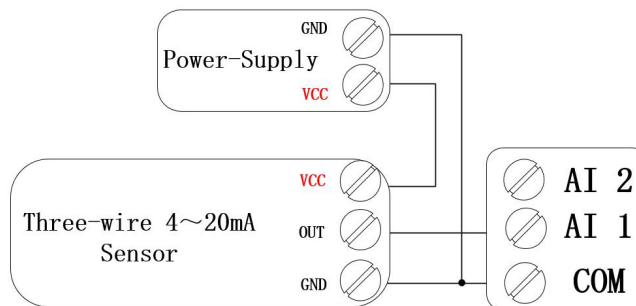 GND
Power-Supply
VCC
VCC
AI 2
Three-wire 4～20mA
Sensor
OUT
AI 1
GND
COM